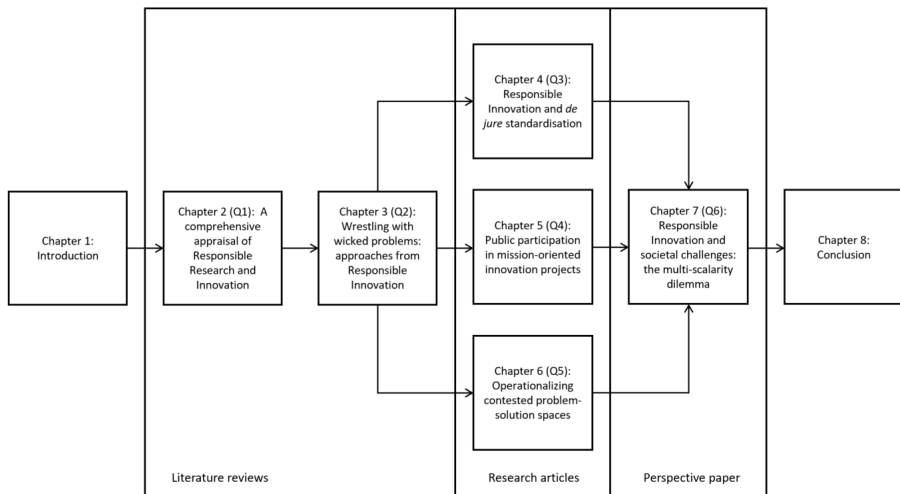 Chapter 1:
Introduction
Chapter 2 (Q1): A
comprehensive
appraisal of
Responsible
Research and
Innovation
Chapter 3 (Q2):
Wrestling with
wicked problems:
approaches from
Responsible
Innovation
Chapter 4 (Q3):
Responsible
Innovation and de
jure standardisation
Chapter 5 (Q4):
Public participation
in mission-oriented
innovation projects
Chapter 6 (Q5):
Operationalizing
contested problem-
solution spaces
Chapter 7 (Q6):
Responsible
Innovation and
societal challenges:
the multi-scalarity
dilemma
Chapter 8:
Conclusion
Literature reviews
Research articles
Perspective paper